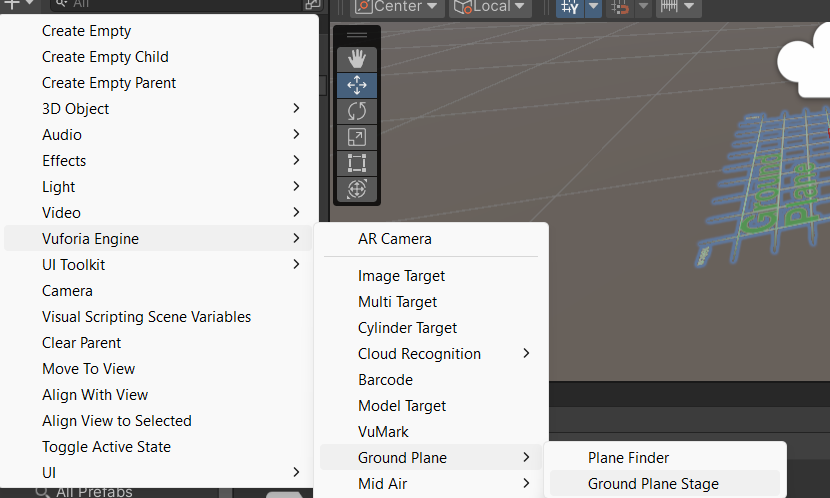 All
Center
Local
Create Empty
Create Empty Child
Create Empty Parent
3D Object
Audio
Effects
Light
Video
Vuforia Engine
UI Toolkit
Camera
Visual Scripting Scene Variables
Clear Parent
Move To View
Align With View
Align View to Selected
Toggle Active State
UI
All Prefabs
AR Camera
Image Target
Multi Target
Cylinder Target
Cloud Recognition
Barcode
Model Target
VuMark
Ground Plane
Mid Air
Plane Finder
Ground Plane Stage
Ground
Plane